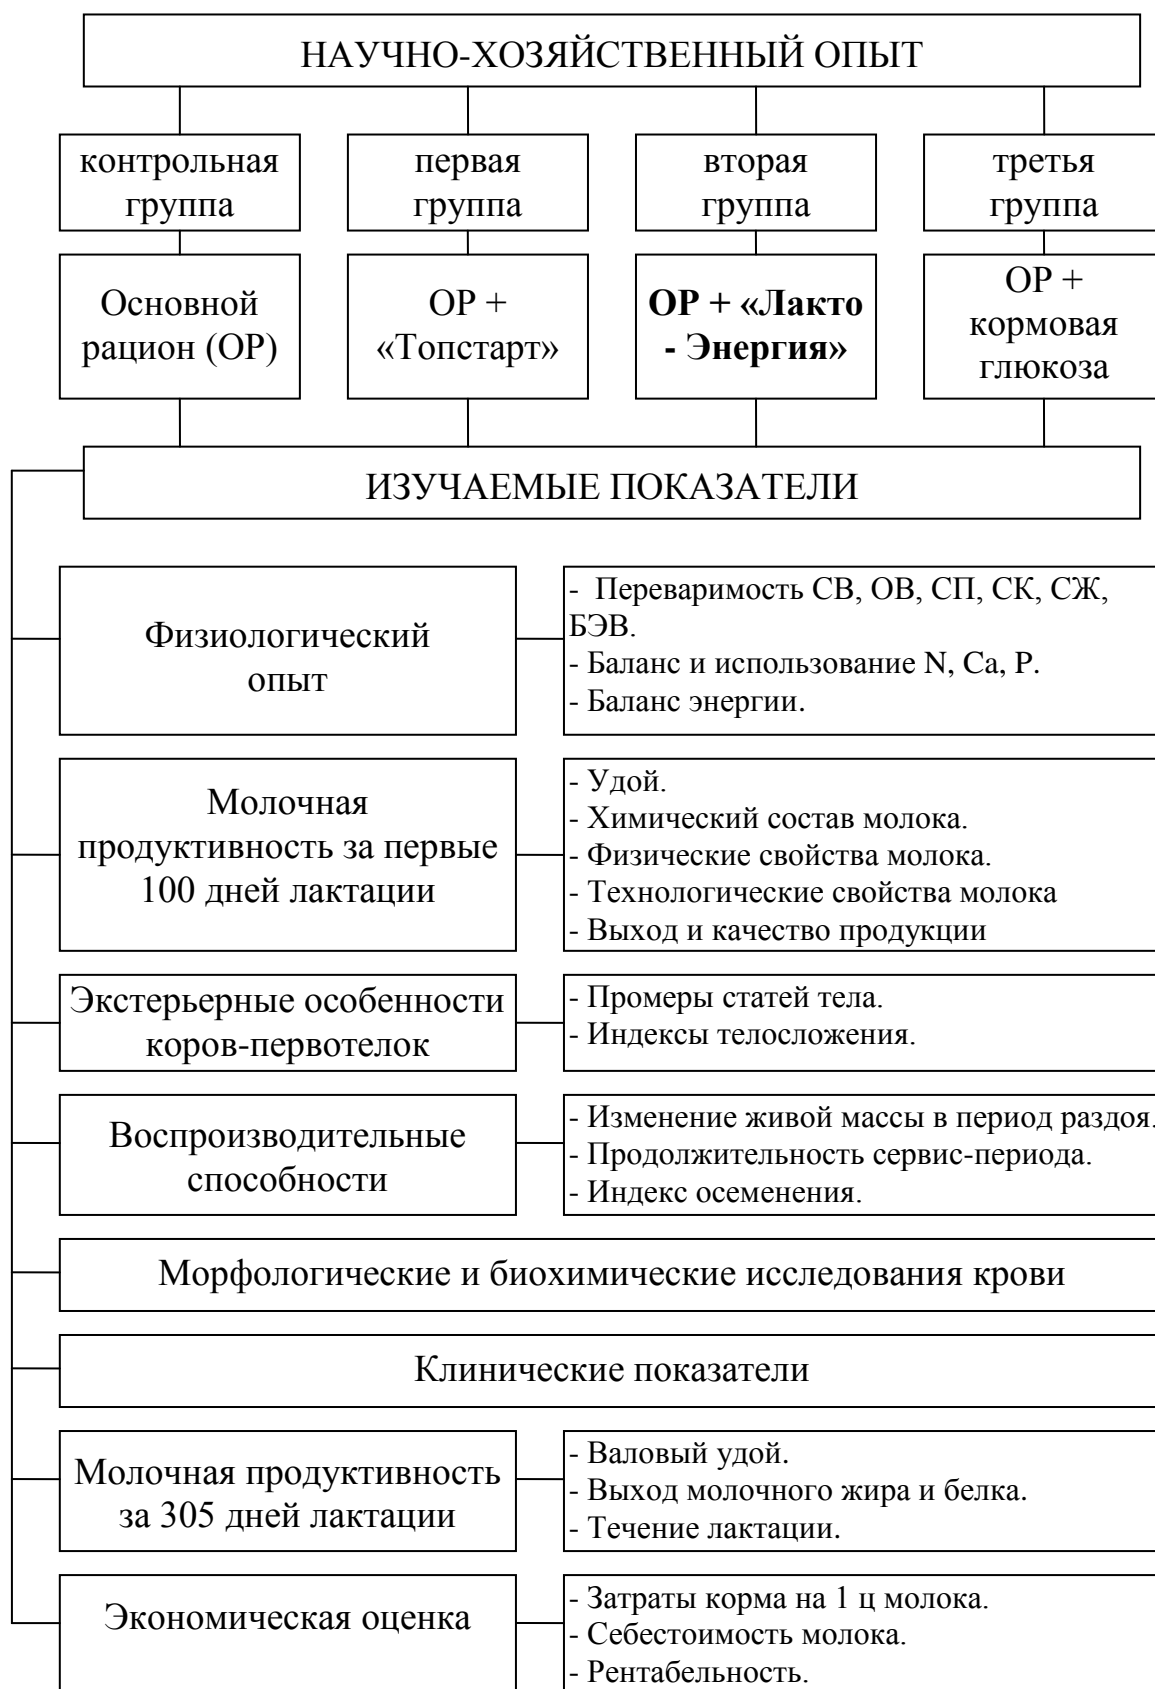 НАУЧНО-ХОЗЯЙСТВЕННЫЙ ОПЫТ
контрольная
группа
первая
группа
вторая
группа
третья
группа
Основной
рацион (ОР)
ОР +
«Топстарт»
ОР + «Лакто
- Энергия»
ОР +
кормовая
глюкоза
ИЗУЧАЕМЫЕ ПОКАЗАТЕЛИ
Физиологический
опыт
- Переваримость СВ, ОВ, СП, СК, СЖ,
БЭВ.
- Баланс и использование N, Ca, P.
- Баланс энергии.
Молочная
продуктивность за первые
100 дней лактации
- Удой.
- Химический состав молока.
- Физические свойства молока.
- Технологические свойства молока
- Выход и качество продукции
Экстерьерные особенности
коров-первотелок
- Промеры статей тела.
- Индексы телосложения.
Воспроизводительные
способности
- Изменение живой массы в период раздоя.
- Продолжительность сервис-периода.
- Индекс осеменения.
Морфологические и биохимические исследования крови
Клинические показатели
Молочная продуктивность
за 305 дней лактации
- Валовый удой.
- Выход молочного жира и белка.
- Течение лактации.
Экономическая оценка
- Затраты корма на 1 ц молока.
- Себестоимость молока.
- Рентабельность.